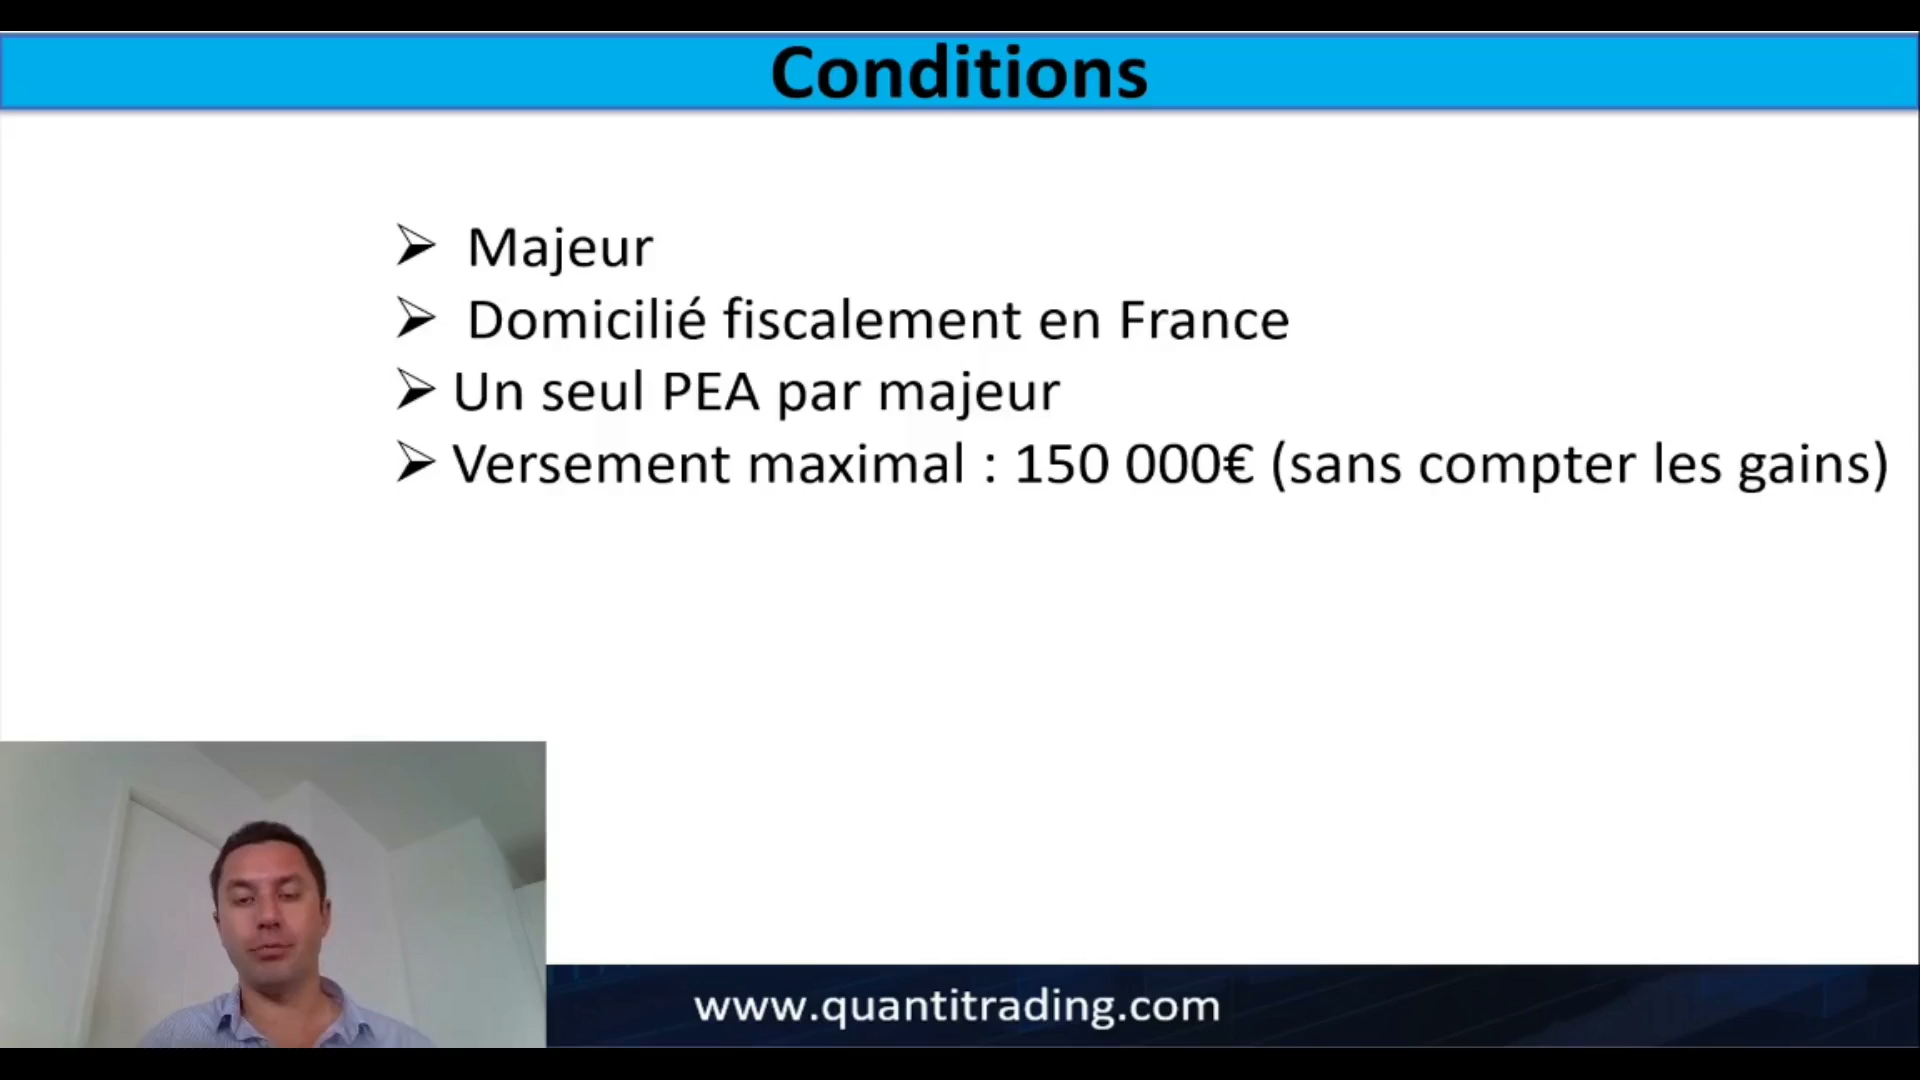 Conditions
Majeur
Domicilié fiscalement en France
Un seul PEA par majeur
Versement maximal : 150 000€ (sans compter les gains)
www.quantitrading.com